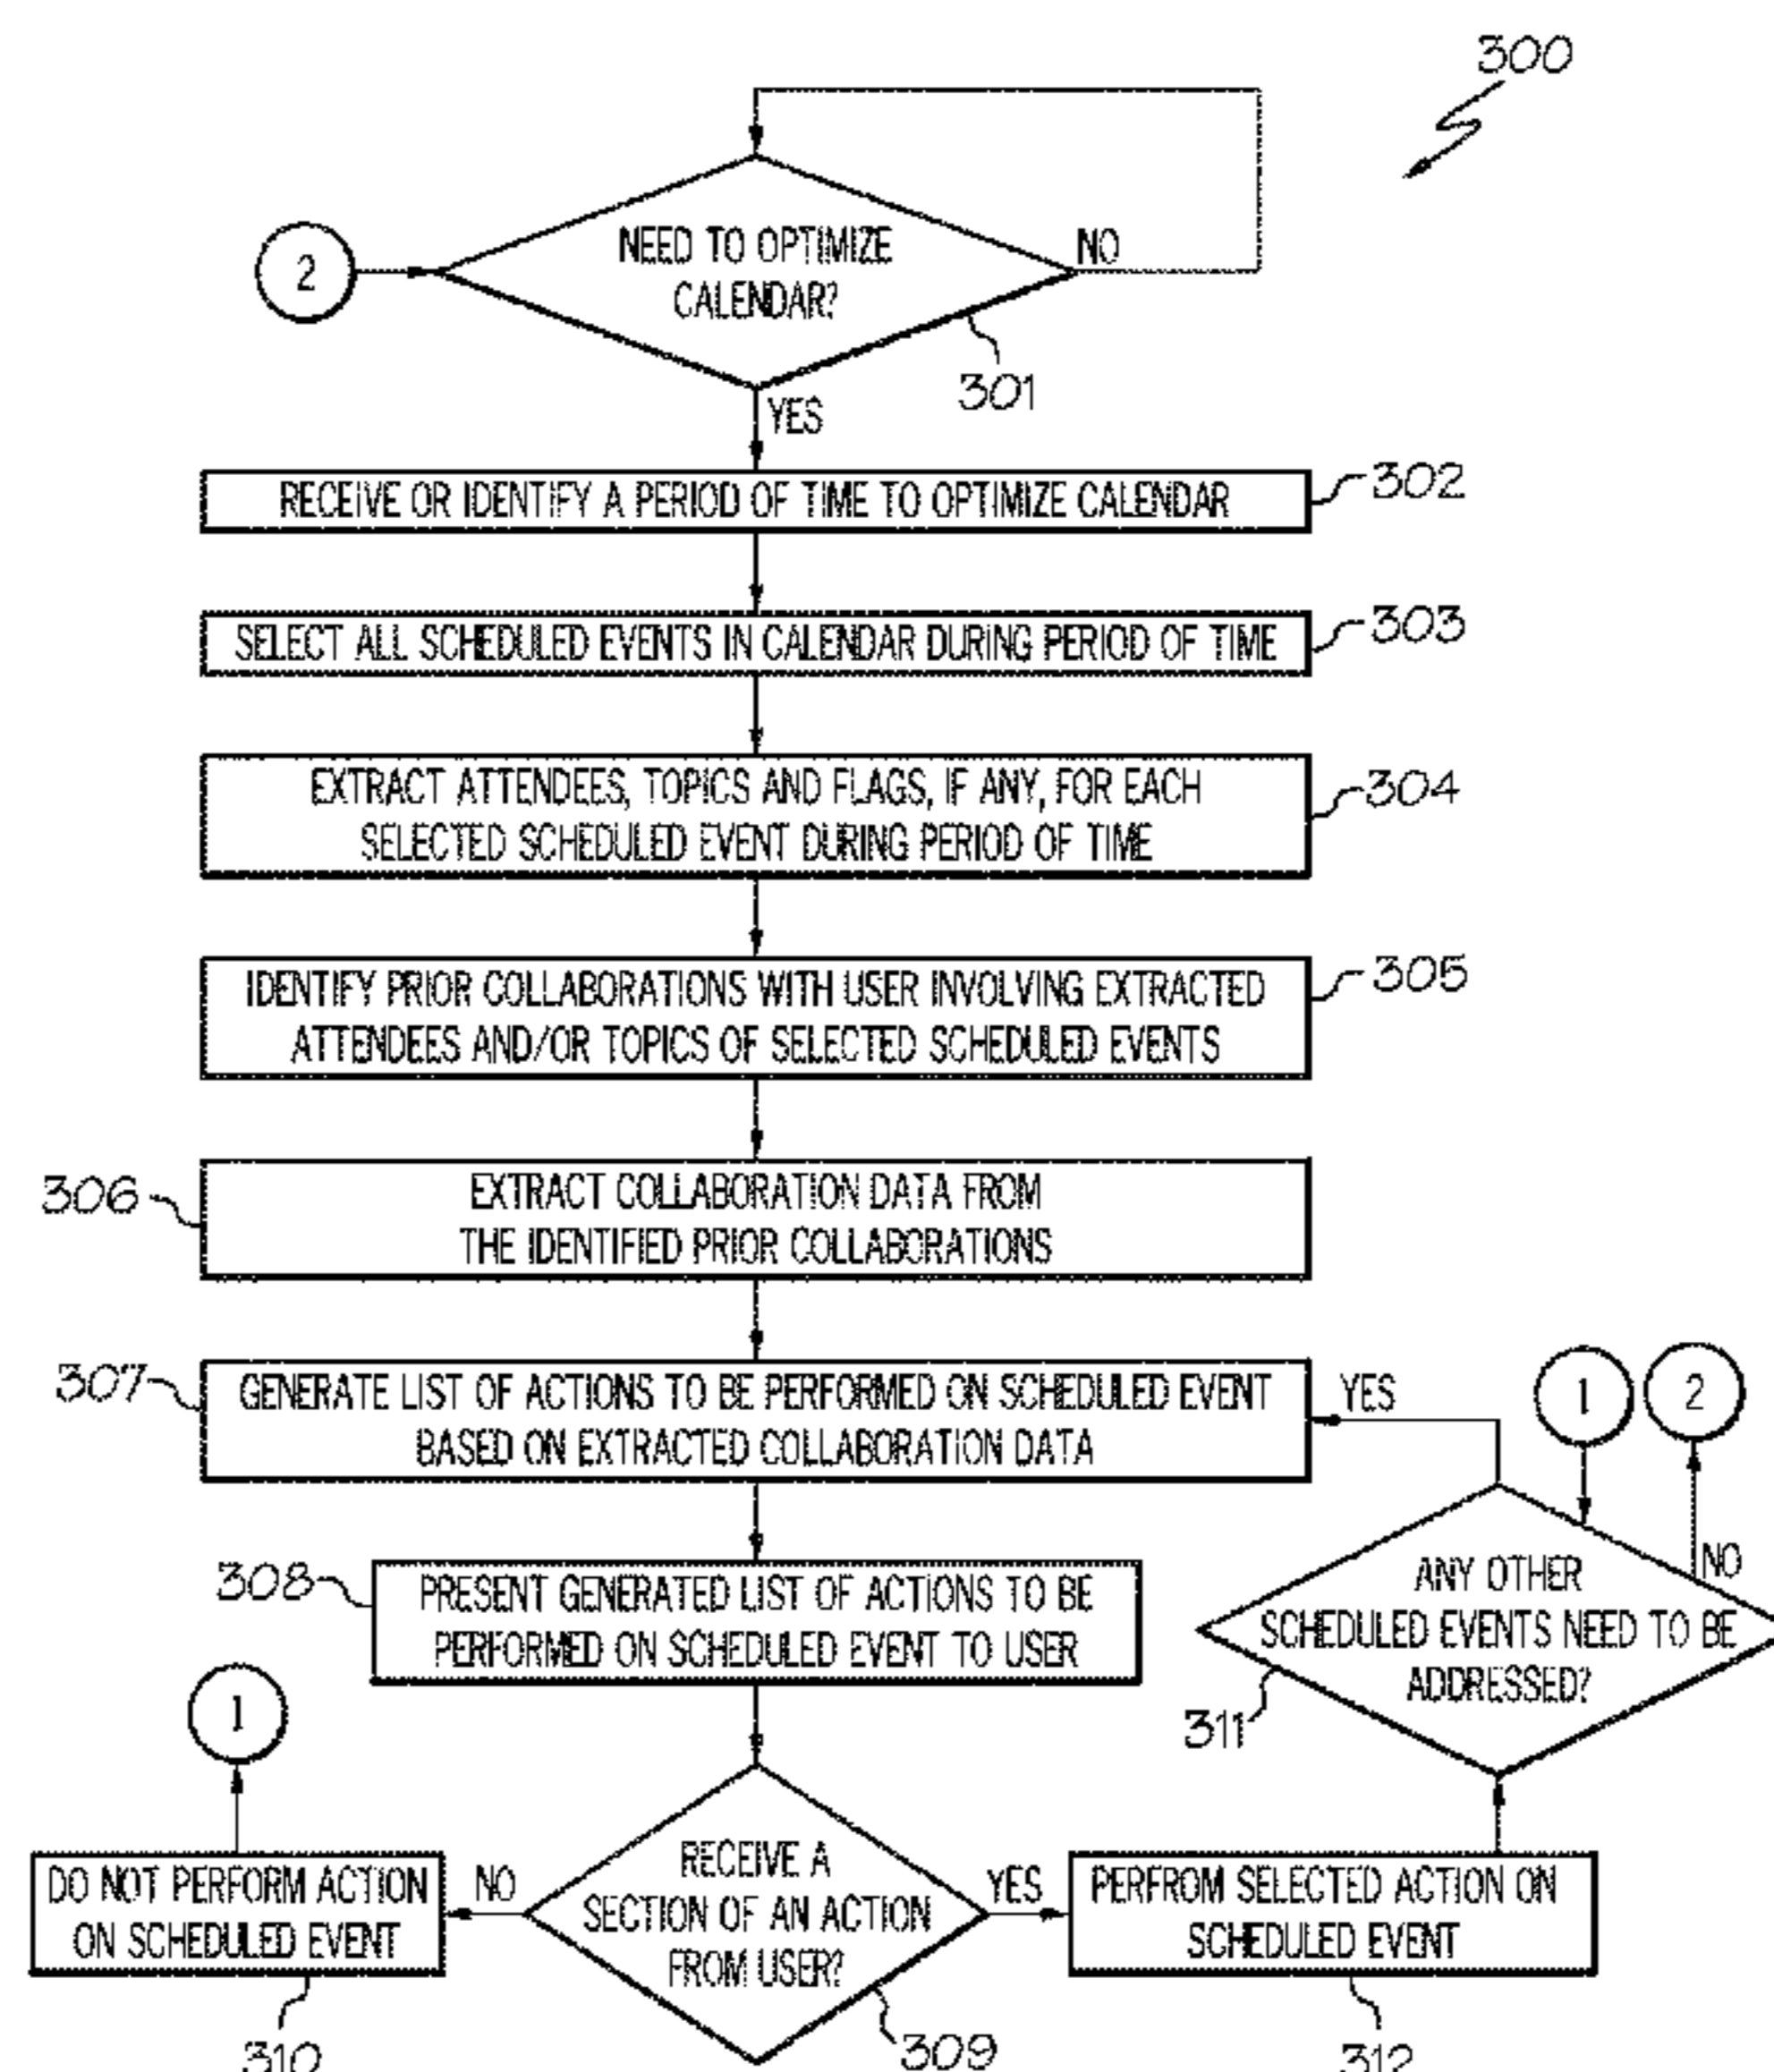 300
NEED TO OPTIMIZE
CALENDAR?
NO
2
301
YES
RECEIVE OR IDENTIFY A PERIOD OF TIME TO OPTIMIZE CALENDAR
302
SELECT ALL SCHEDULED EVENTS IN CALENDAR DURING PERIOD OF TIME
303
EXTRACT ATTENDEES, TOPICS AND FLAGS, IF ANY, FOR EACH
SELECTED SCHEDULED EVENT DURING PERIOD OF TIME
304
IDENTIFY PRIOR COLLABORATIONS WITH USER INVOLVING EXTRACTED
ATTENDEES AND/OR TOPICS OF SELECTED SCHEDULED EVENTS
305
306
EXTRACT COLLABORATION DATA FROM
THE IDENTIFIED PRIOR COLLABORATIONS
307
GENERATE LIST OF ACTIONS TO BE PERFORMED ON SCHEDULED EVENT
BASED ON EXTRACTED COLLABORATION DATA
YES
1
2
308
PRESENT GENERATED LIST OF ACTIONS TO BE
PERFORMED ON SCHEDULED EVENT TO USER
NO
ANY OTHER
SCHEDULED EVENTS NEED TO BE
ADDRESSED?
311
1
DO NOT PERFORM ACTION
ON SCHEDULED EVENT
310
NO
RECEIVE A
SECTION OF AN ACTION
FROM USER?
309
YES
PERFROM SELECTED ACTION ON
SCHEDULED EVENT
312